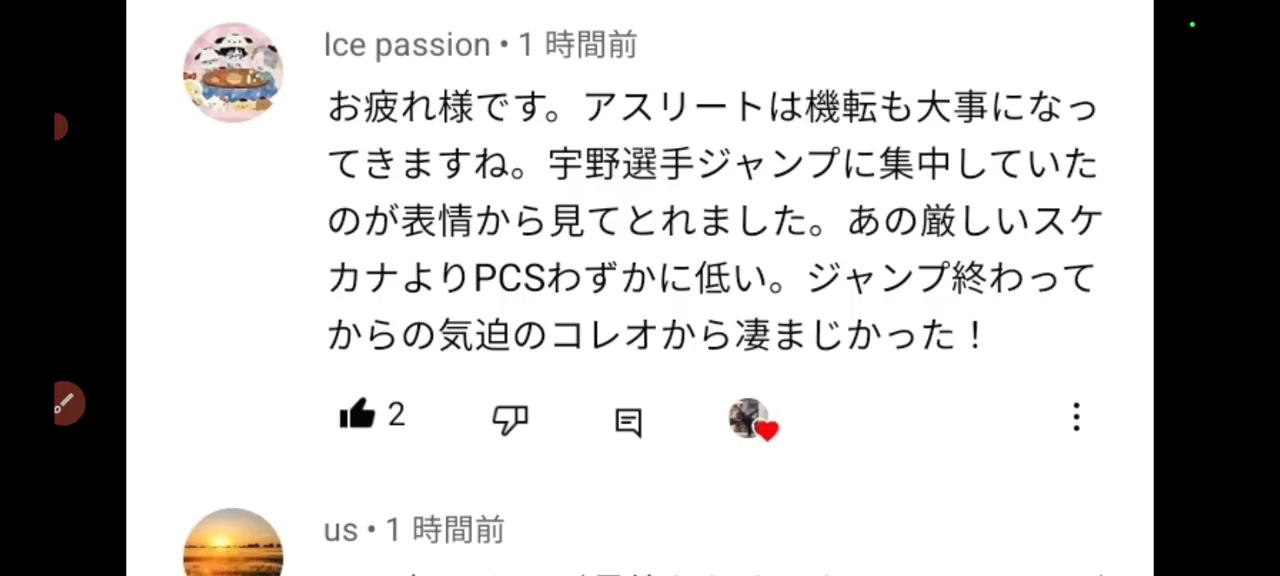 Ice passion • 1 時間前
お疲れ様です。アスリートは機転も大事になっ
てきますね。宇野選手ジャンプに集中していた
のが表情から見てとれました。あの厳しいスケ
カナよりPCSわずかに低い。ジャンプ終わって
からの気迫のコレオから凄まじかった！
2
us • 1 時間前